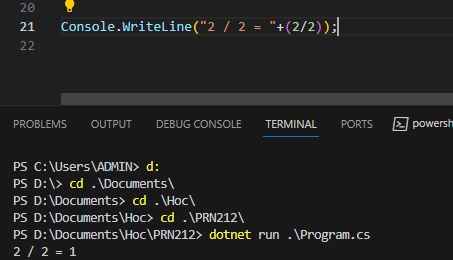 20
21 Console.WriteLine("2 / 2 = "+(2/2));
22
PROBLEMS OUTPUT DEBUG CONSOLE TERMINAL PORTS powersh
PS C:\Users\ADMIN> d:
PS D:\> cd .\Documents\
PS D:\Documents> cd .\Hoc\
PS D:\Documents\Hoc> cd .\PRN212\
PS D:\Documents\Hoc\PRN212> dotnet run .\Program.cs
2 / 2 = 1